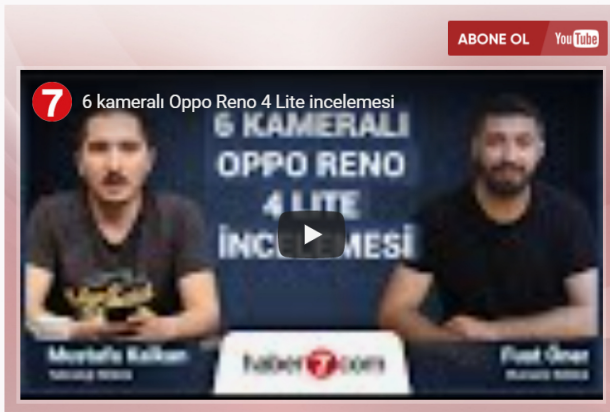 ABONE OL YouTube
7 6 kameralı Oppo Reno 4 Lite incelemesi
6 KAMERALI
OPPO RENO
4 LITE
İNCELEMESİ
Mustafa Kalkan
Fuat Öner
haber7com